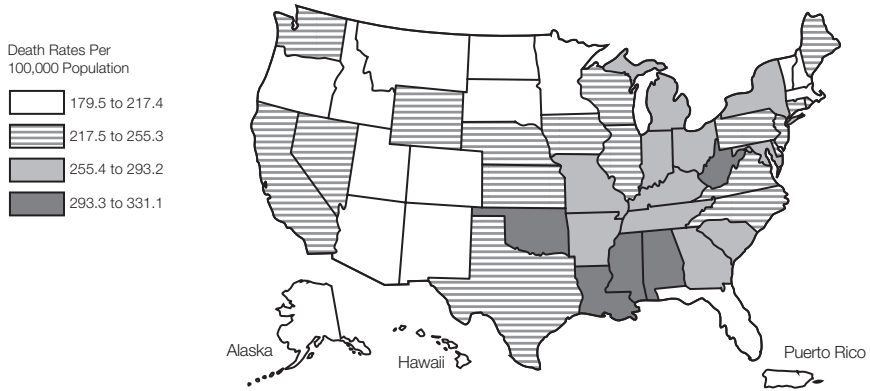 Death Rates Per
100,000 Population
179.5 to 217.4
217.5 to 255.3
255.4 to 293.2
293.3 to 331.1
Alaska
Hawaii
Puerto Rico